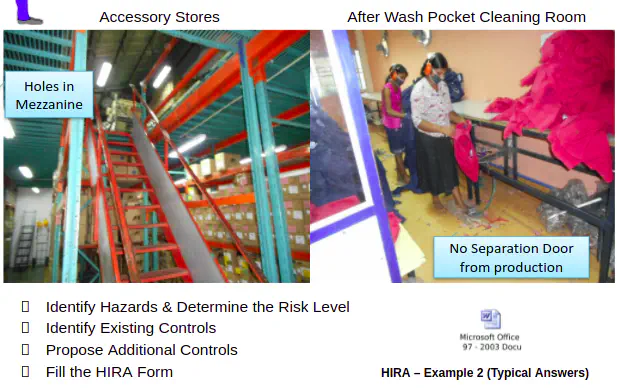 Accessory Stores
After Wash Pocket Cleaning Room
Holes in
Mezzanine
No Separation Door
from production
Identify Hazards & Determine the Risk Level
Identify Existing Controls
Propose Additional Controls
Fill the HIRA Form
Microsoft Office
97 - 2003 Docu
HIRA – Example 2 (Typical Answers)